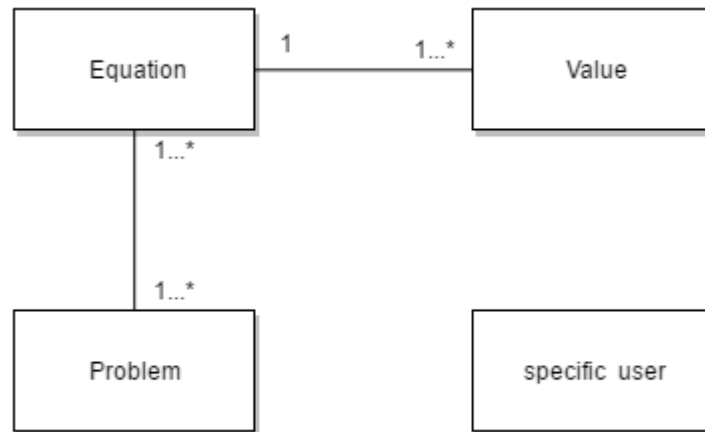 Equation
1
1...*
Value
1...*
1...*
Problem
specific user